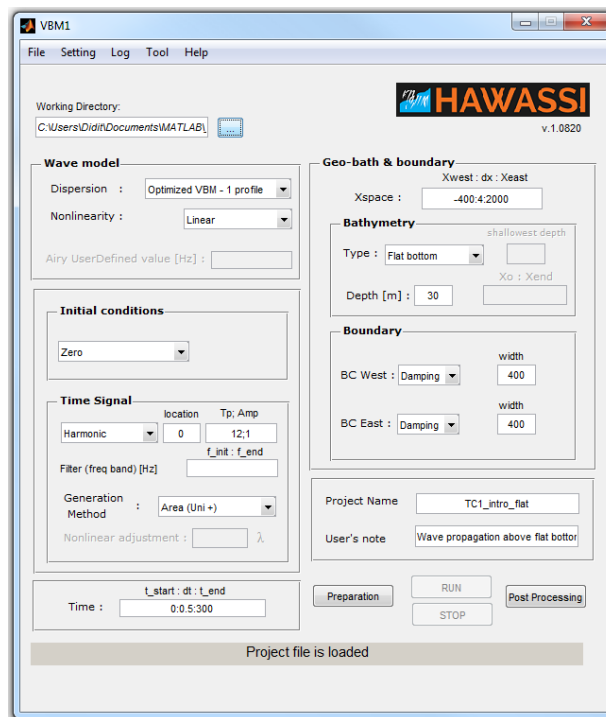 VBM1
File Setting Log Tool Help
HAWASSI
v.1.0820
Working Directory:
C:\Users\Didit\Documents\MATLAB\
...
Wave model
Dispersion :
Optimized VBM - 1 profile
Nonlinearity :
Linear
Airy UserDefined value [Hz] :
Initial conditions
Zero
Time Signal
location Tp; Amp
Harmonic 0 12;1
f_init : f_end
Filter (freq band) [Hz]
Generation
Method : Area (Uni +)
Nonlinear adjustment : λ
t_start : dt : t_end
Time : 0:0.5:300
Geo-bath & boundary
Xwest : dx : Xeast
Xspace : -400:4:2000
Bathymetry
shallowest depth
Type : Flat bottom
Xo : Xend
Depth [m] : 30
Boundary
width
BC West : Damping 400
width
BC East : Damping 400
Project Name TC1_intro_flat
User's note Wave propagation above flat bottor
Preparation
RUN
STOP
Post Processing
Project file is loaded